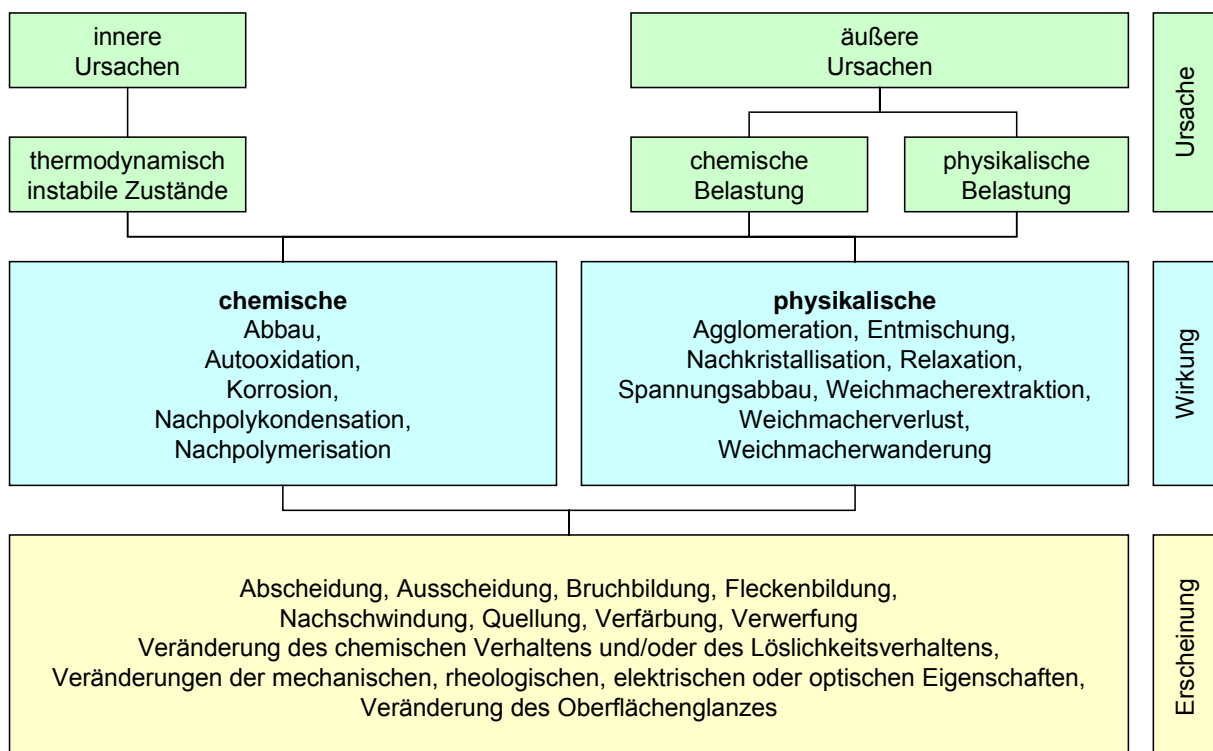 innere
Ursachen
äußere
Ursachen
Ursache
thermodynamisch
instabile Zustände
chemische
Belastung
physikalische
Belastung
chemische
Abbau,
Autooxidation,
Korrosion,
Nachpolykondensation,
Nachpolymerisation
physikalische
Agglomeration, Entmischung,
Nachkristallisation, Relaxation,
Spannungsabbau, Weichmacherextraktion,
Weichmacherverlust,
Weichmacherwanderung
Wirkung
Abscheidung, Ausscheidung, Bruchbildung, Fleckenbildung,
Nachschwindung, Quellung, Verfärbung, Verwerfung
Veränderung des chemischen Verhaltens und/oder des Löslichkeitsverhaltens,
Veränderungen der mechanischen, rheologischen, elektrischen oder optischen Eigenschaften,
Veränderung des Oberflächenglanzes
Erscheinung